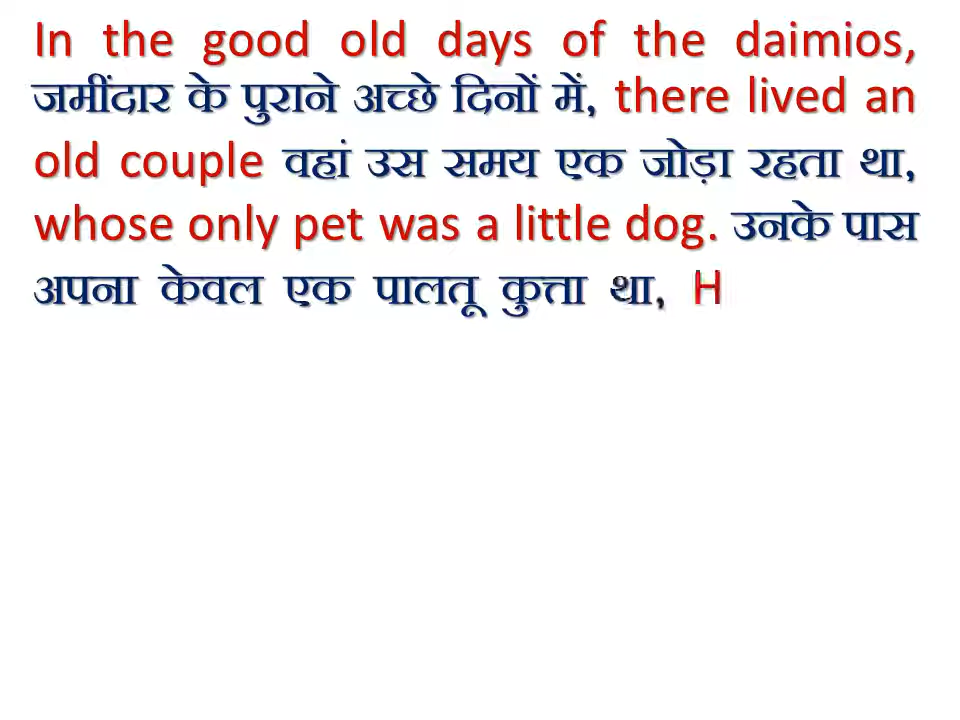 In the good old days of the daimios,
जमींदार के पुराने अच्छे दिनों में, there lived an
old couple वहां उस समय एक जोड़ा रहता था,
whose only pet was a little dog. उनके पास
अपना केवल एक पालतू कुत्ता था, H